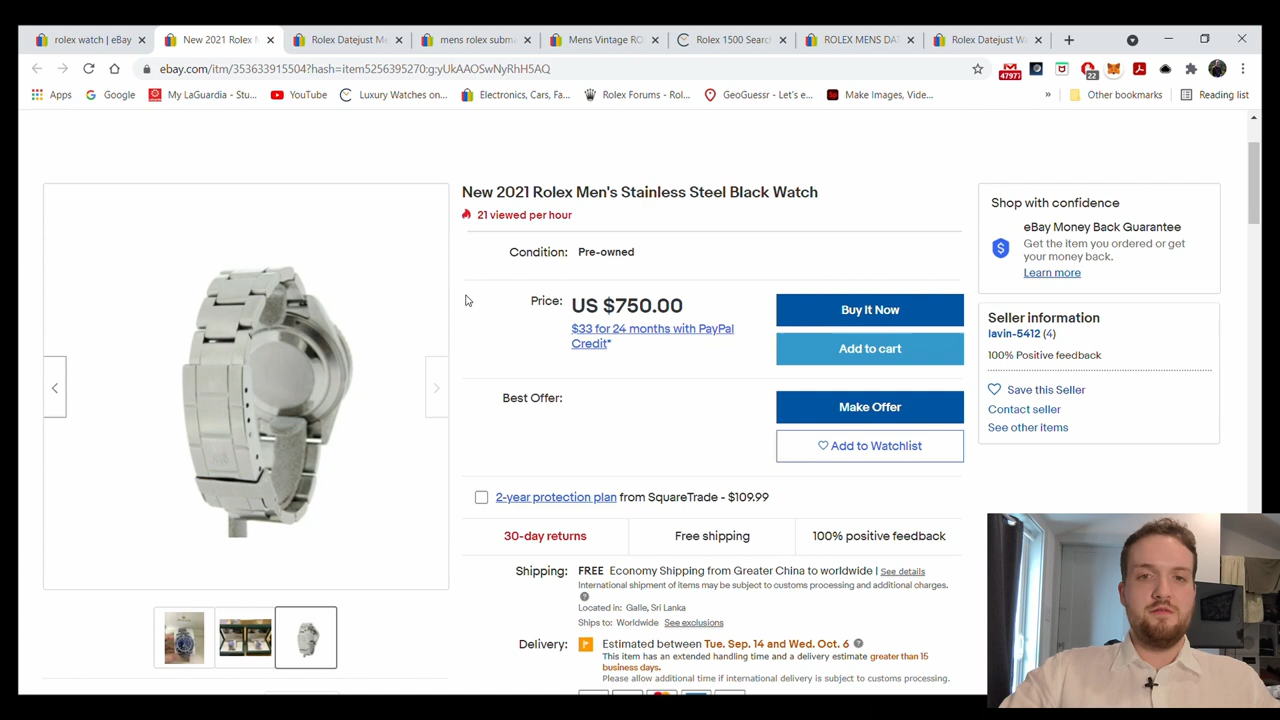 rolex watch | eBay
New 2021 Rolex M
Rolex Datejust Me
mens rolex subma
Mens Vintage RO
Rolex 1500 Search
ROLEX MENS DAT
Rolex Datejust Wa
ebay.com/itm/353633915504?hash=item5256395270:g:yUkAAOSwNyRhH5AQ
47977
22
Apps
Google
My LaGuardia - Stu...
YouTube
Luxury Watches on...
Electronics, Cars, Fa...
Rolex Forums - Rol...
GeoGuessr - Let's e...
Make Images, Vide...
»
Other bookmarks
Reading list
New 2021 Rolex Men's Stainless Steel Black Watch
21 viewed per hour
Condition: Pre-owned
Price: US $750.00
$33 for 24 months with PayPal
Credit*
Buy It Now
Add to cart
Best Offer:
Make Offer
Add to Watchlist
2-year protection plan from SquareTrade - $109.99
30-day returns
Free shipping
100% positive feedback
Shipping: FREE Economy Shipping from Greater China to worldwide | See details
International shipment of items may be subject to customs processing and additional charges.
Located in: Galle, Sri Lanka
Ships to: Worldwide See exclusions
Delivery: Estimated between Tue. Sep. 14 and Wed. Oct. 6
This item has an extended handling time and a delivery estimate greater than 15
business days.
Please allow additional time if international delivery is subject to customs processing.
Shop with confidence
eBay Money Back Guarantee
Get the item you ordered or get
your money back.
Learn more
Seller information
lavin-5412 (4)
100% Positive feedback
Save this Seller
Contact seller
See other items